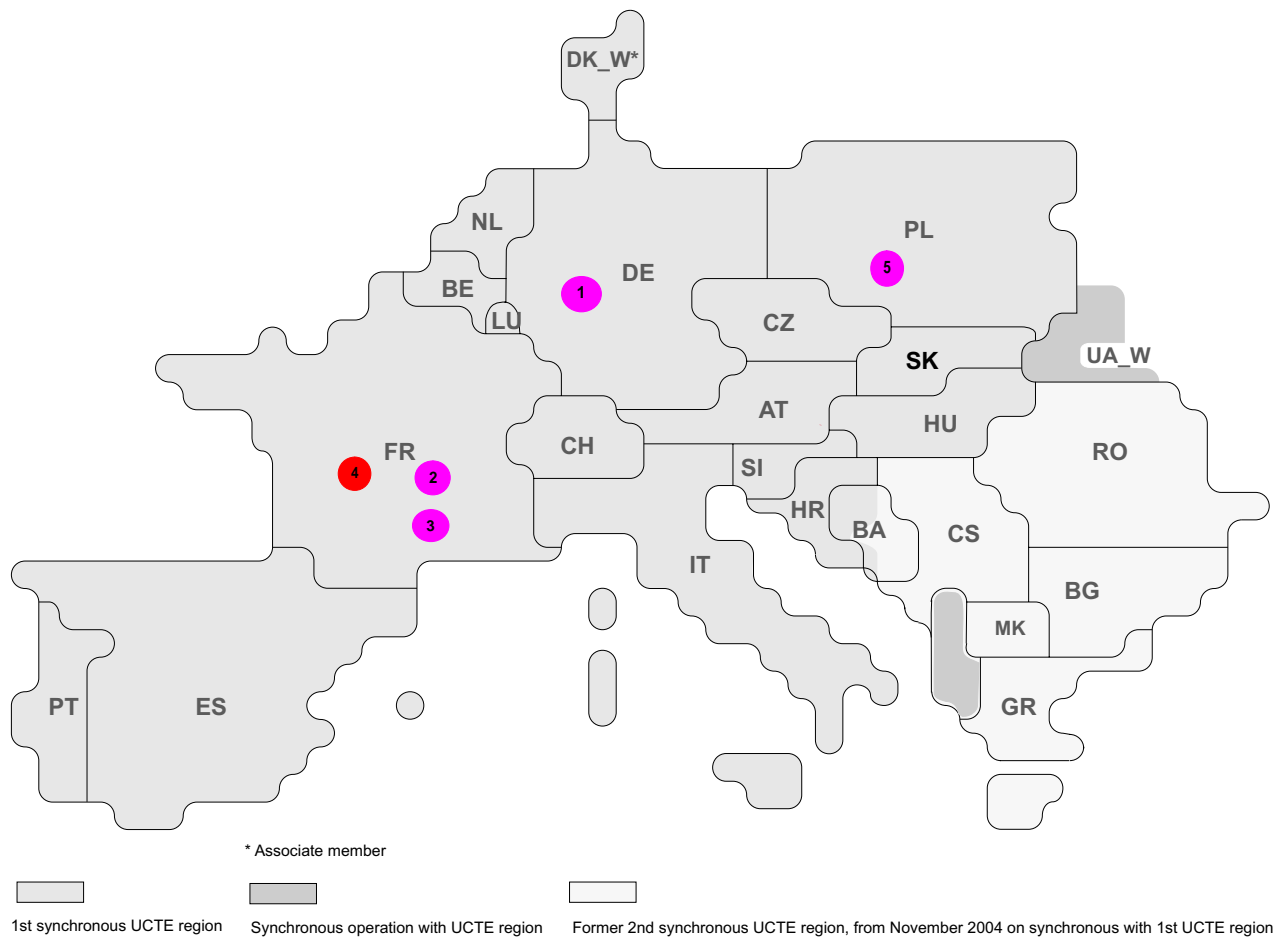 DK_W*
NL
PL
DE
5
1
BE
LU
CZ
UA_W
SK
AT
HU
FR
CH
RO
4
2
SI
3
HR
BA
CS
IT
BG
MK
PT
ES
GR
* Associate member
1st synchronous UCTE region
Synchronous operation with UCTE region
Former 2nd synchronous UCTE region, from November 2004 on synchronous with 1st UCTE region